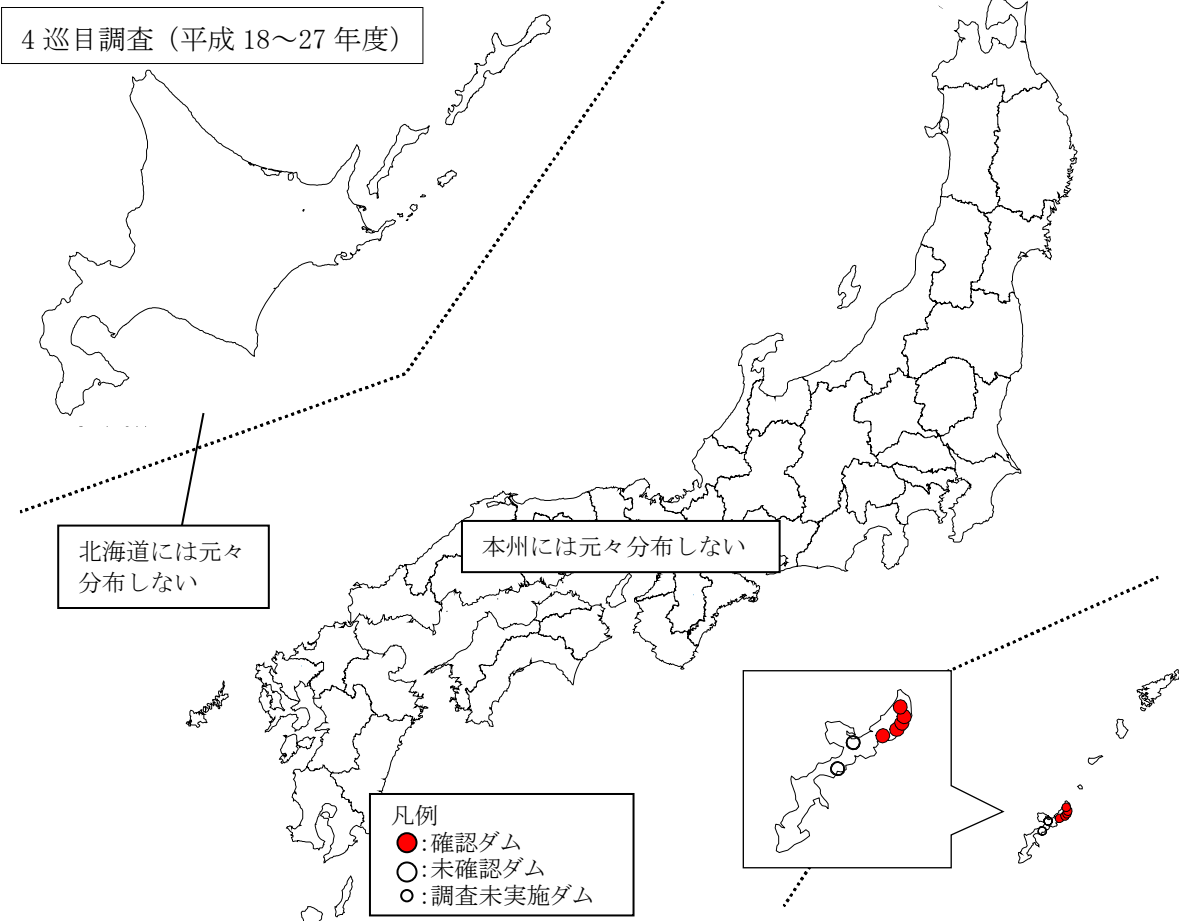 4巡目調査（平成 18～27 年度）
北海道には元々
分布しない
本州には元々分布しない
凡例
：確認ダム
：未確認ダム
：調査未実施ダム